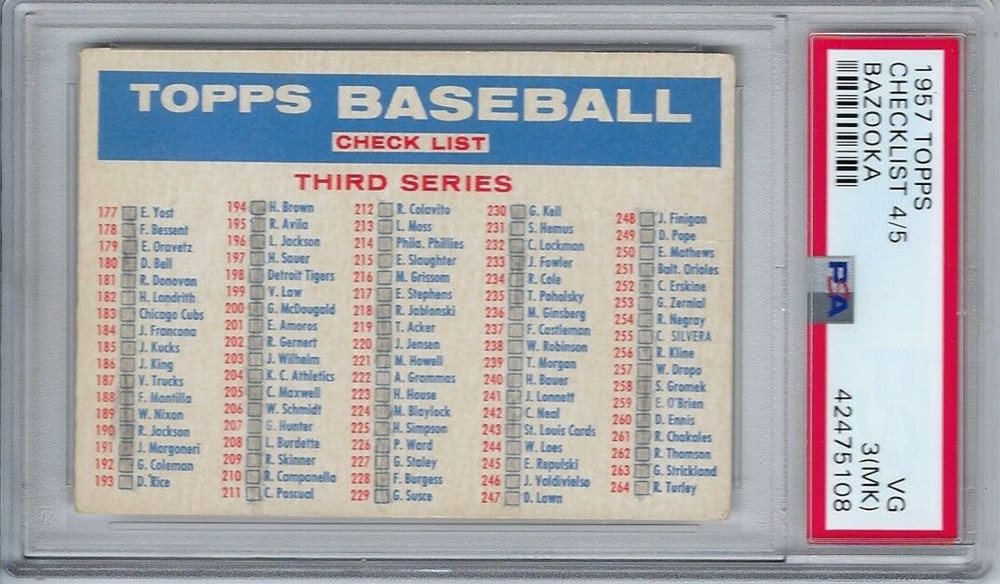 TOPPS BASEBALL
CHECK LIST
THIRD SERIES
177 E. Yost
178 F. Bessent
179 E. Oravetz
180 D. Bell
181 R. Donovan
182 H. Landrith
183 Chicago Cubs
184 J. Francona
185 J. Kucks
186 J. King
187 V. Trucks
188 F. Mantilla
189 W. Nixon
190 R. Jackson
191 J. Margoneri
192 G. Coleman
193 D. Rice
194 H. Brown
195 R. Avila
196 L. Jackson
197 H. Sauer
198 Detroit Tigers
199 V. Law
200 G. McDougald
201 E. Amoros
202 R. Gernert
203 J. Wilhelm
204 K. C. Athletics
205 C. Maxwell
206 W. Schmidt
207 G. Hunter
208 L. Burdette
209 R. Skinner
210 R. Campanella
211 C. Pascual
212 R. Colavito
213 L. Moss
214 Phila. Phillies
215 E. Slaughter
216 M. Grissom
217 E. Stephens
218 R. Jablonski
219 T. Acker
220 J. Jensen
221 M. Howell
222 A. Grammas
223 H. House
224 M. Blaylock
225 H. Simpson
226 P. Ward
227 G. Staley
228 F. Burgess
229 G. Susce
230 G. Kell
231 S. Hemus
232 C. Lockman
233 J. Fowler
234 R. Cole
235 T. Paholsky
236 M. Ginsberg
237 F. Castleman
238 W. Robinson
239 T. Morgan
240 H. Bauer
241 J. Lonnett
242 C. Neal
243 St. Louis Cards
244 W. Loes
245 E. Repulski
246 J. Valdivielso
247 O. Lown
248 J. Finigan
249 D. Pope
250 E. Mathews
251 Balt. Orioles
252 C. Erskine
253 G. Zernial
254 R. Negray
255 C. SILVERA
256 R. Kline
257 W. Dropo
258 S. Gromek
259 E. O'Brien
260 D. Ennis
261 R. Chakales
262 R. Thomson
263 G. Strickland
264 R. Turley
1957 TOPPS
CHECKLIST 4/5
BAZOOKA
PSA
VG
3(MK)
42475108